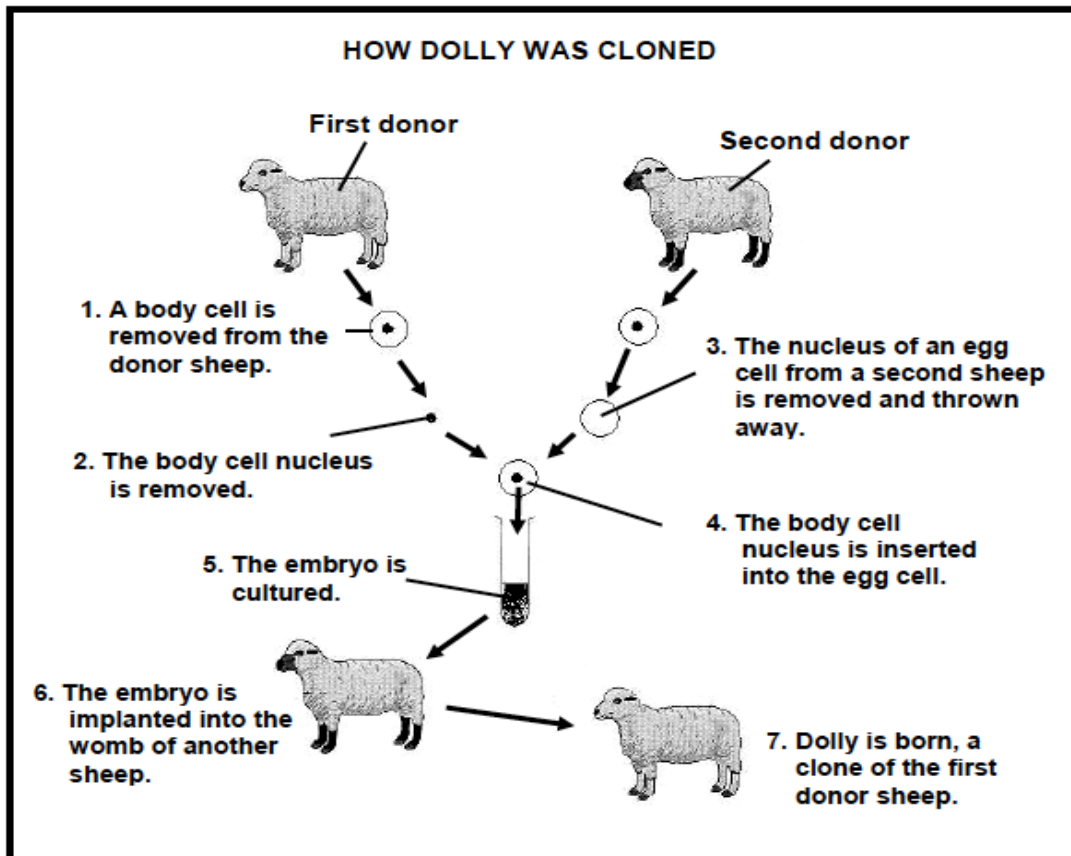 HOW DOLLY WAS CLONED
First donor
Second donor
1. A body cell is
removed from the
donor sheep.
3. The nucleus of an egg
cell from a second sheep
is removed and thrown
away.
2. The body cell nucleus
is removed.
4. The body cell
nucleus is inserted
into the egg cell.
5. The embryo is
cultured.
6. The embryo is
implanted into the
womb of another
sheep.
7. Dolly is born, a
clone of the first
donor sheep.